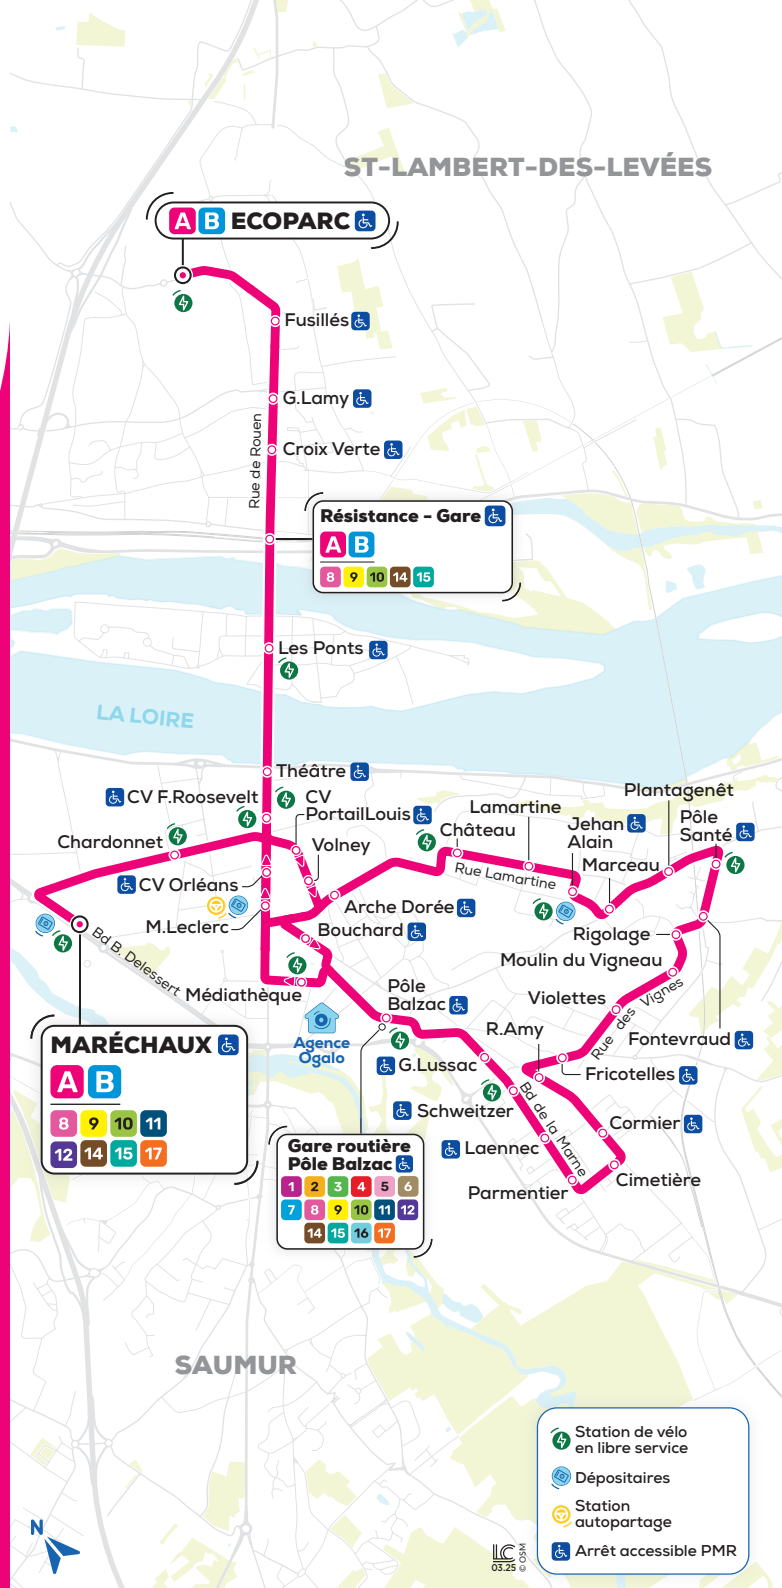 ST-LAMBERT-DES-LEVÉES
A B ECOPARC
Fusillés
G.Lamy
Croix Verte
Rue de Rouen
Résistance - Gare
A B
8 9 10 14 15
Les Ponts
LA LOIRE
Théâtre
CV F.Roosevelt
CV
PortailLouis
Chardonnet
Volney
CV Orléans
M.Leclerc
Château
Lamartine
Rue Lamartine
Jehan
Alain
Marceau
Plantagenêt
Pôle
Santé
Arche Dorée
Bouchard
Rigolage
Moulin du Vigneau
Bd B. Delessert
Médiathèque
Violettes
Rue des Vignes
Fontevraud
Pôle
Balzac
Agence
Ogalo
R.Amy
MARÉCHAUX
A B
8 9 10 11
12 14 15 17
G.Lussac
Fricotelles
Schweitzer
Bd de la Marne
Cormier
Laennec
Parmentier
Cimetière
Gare routière
Pôle Balzac
1 2 3 4 5 6
7 8 9 10 11 12
14 15 16 17
SAUMUR
Station de vélo
en libre service
Dépositaires
Station
autopartage
Arrêt accessible PMR
N
LC
03.25
© OSM